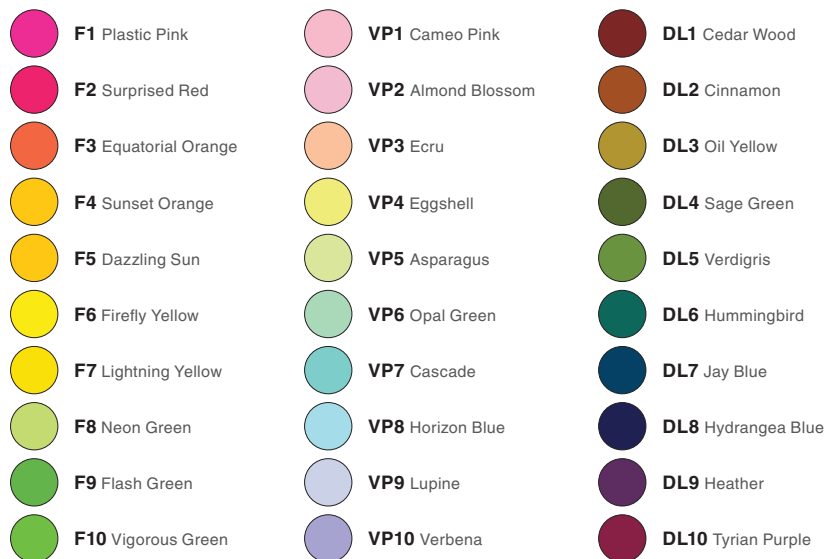 F1 Plastic Pink
F2 Surprised Red
F3 Equatorial Orange
F4 Sunset Orange
F5 Dazzling Sun
F6 Firefly Yellow
F7 Lightning Yellow
F8 Neon Green
F9 Flash Green
F10 Vigorous Green
VP1 Cameo Pink
VP2 Almond Blossom
VP3 Ecru
VP4 Eggshell
VP5 Asparagus
VP6 Opal Green
VP7 Cascade
VP8 Horizon Blue
VP9 Lupine
VP10 Verbena
DL1 Cedar Wood
DL2 Cinnamon
DL3 Oil Yellow
DL4 Sage Green
DL5 Verdigris
DL6 Hummingbird
DL7 Jay Blue
DL8 Hydrangea Blue
DL9 Heather
DL10 Tyrian Purple